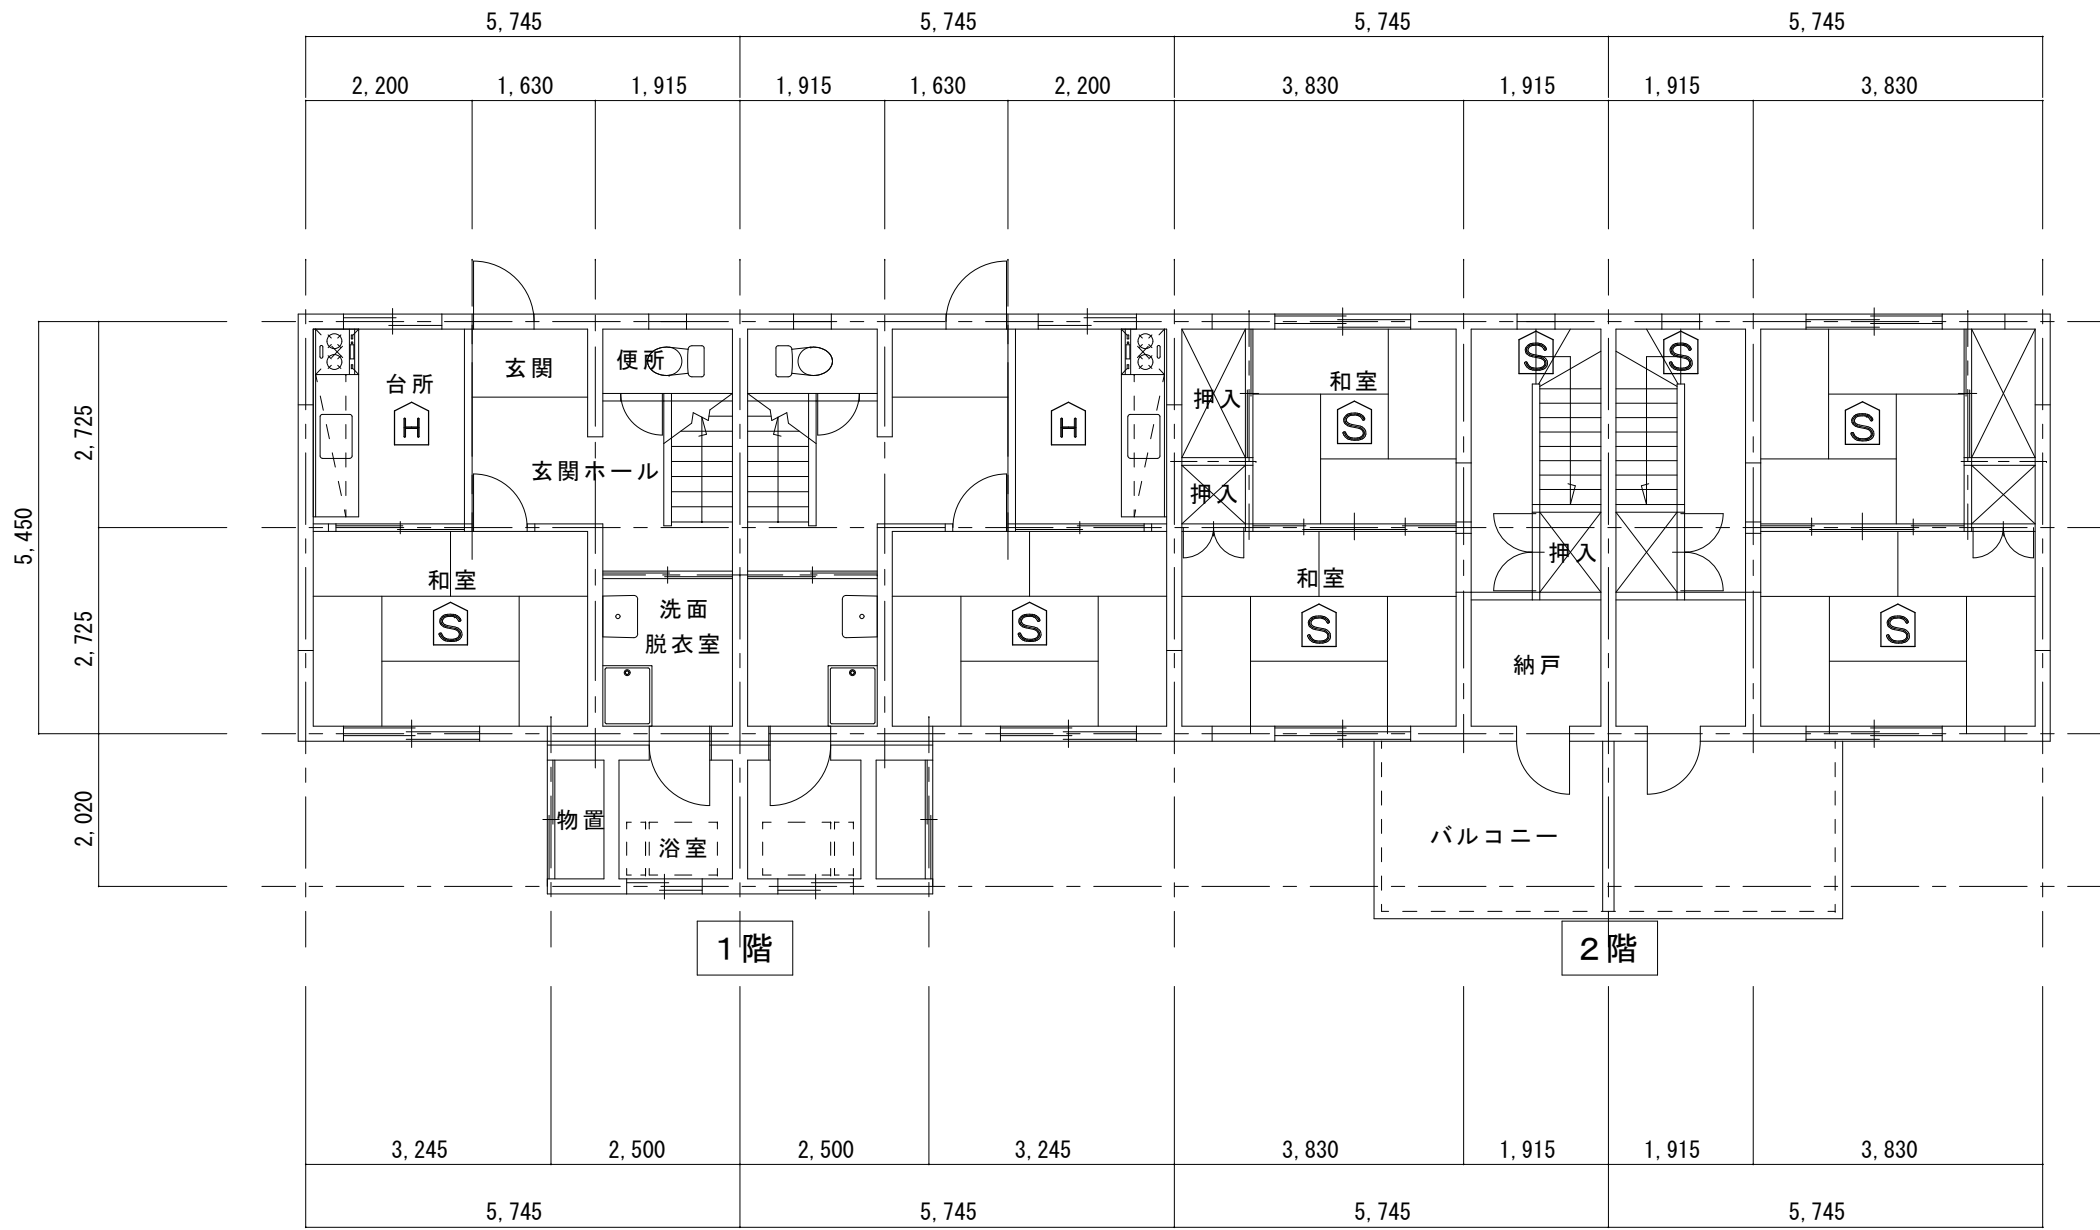 5,745 5,745 5,745 5,745
2,200 1,630 1,915 1,915 1,630 2,200 3,830 1,915 1,915 3,830
S S
便所
玄関
台所 和室
押入
H H S S
2,725
玄関ホール
押入
5,450
押入
和室 和室
洗面
脱衣室
S S S S
2,725
納戸
2,020
物置
バルコニー
浴室
1階 2階
3,245 2,500 2,500 3,245 3,830 1,915 1,915 3,830
5,745 5,745 5,745 5,745